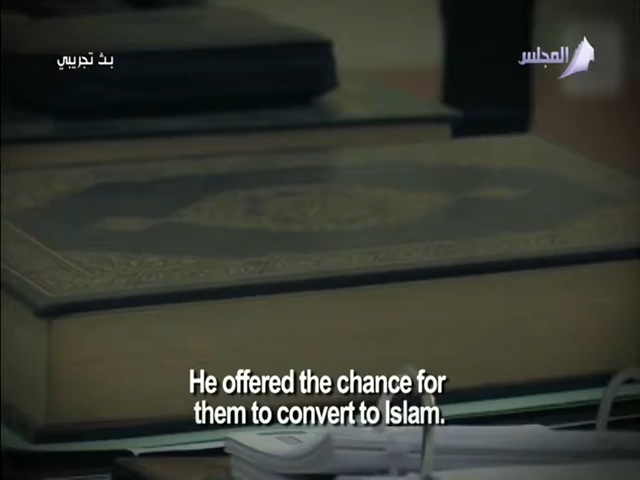 بث تجريبي
المجلس
He offered the chance for
them to convert to Islam.